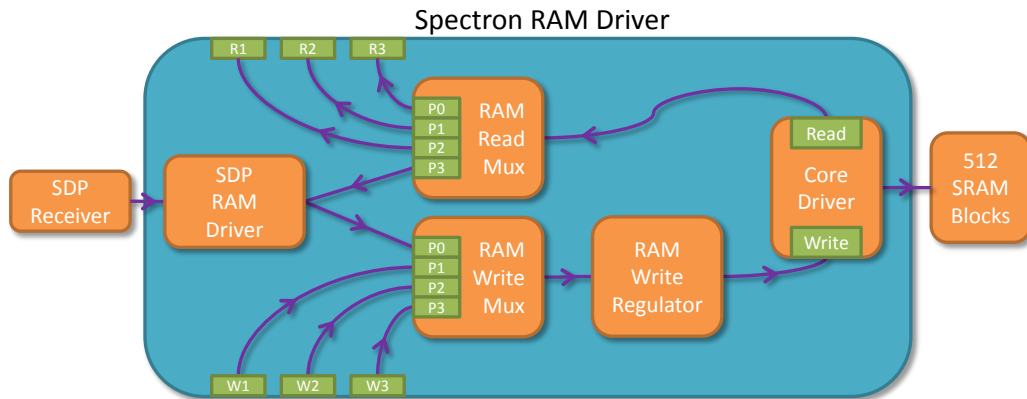 Spectron RAM Driver
R1
R2
R3
P0
P1
P2
P3
RAM
Read
Mux
Read
Core
Driver
Write
SDP
Receiver
SDP
RAM
Driver
512
SRAM
Blocks
P0
P1
P2
P3
RAM
Write
Mux
RAM
Write
Regulator
W1
W2
W3